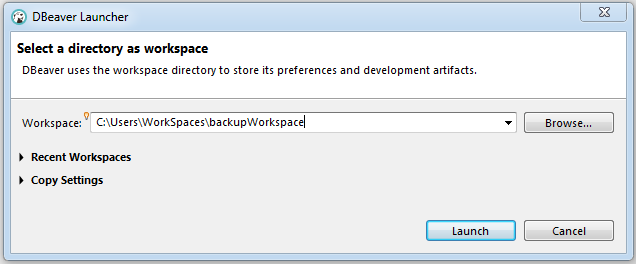 DBeaver Launcher
Select a directory as workspace
DBeaver uses the workspace directory to store its preferences and development artifacts.
Workspace: C:\Users\WorkSpaces\backupWorkspace Browse...
Recent Workspaces
Copy Settings
Launch Cancel